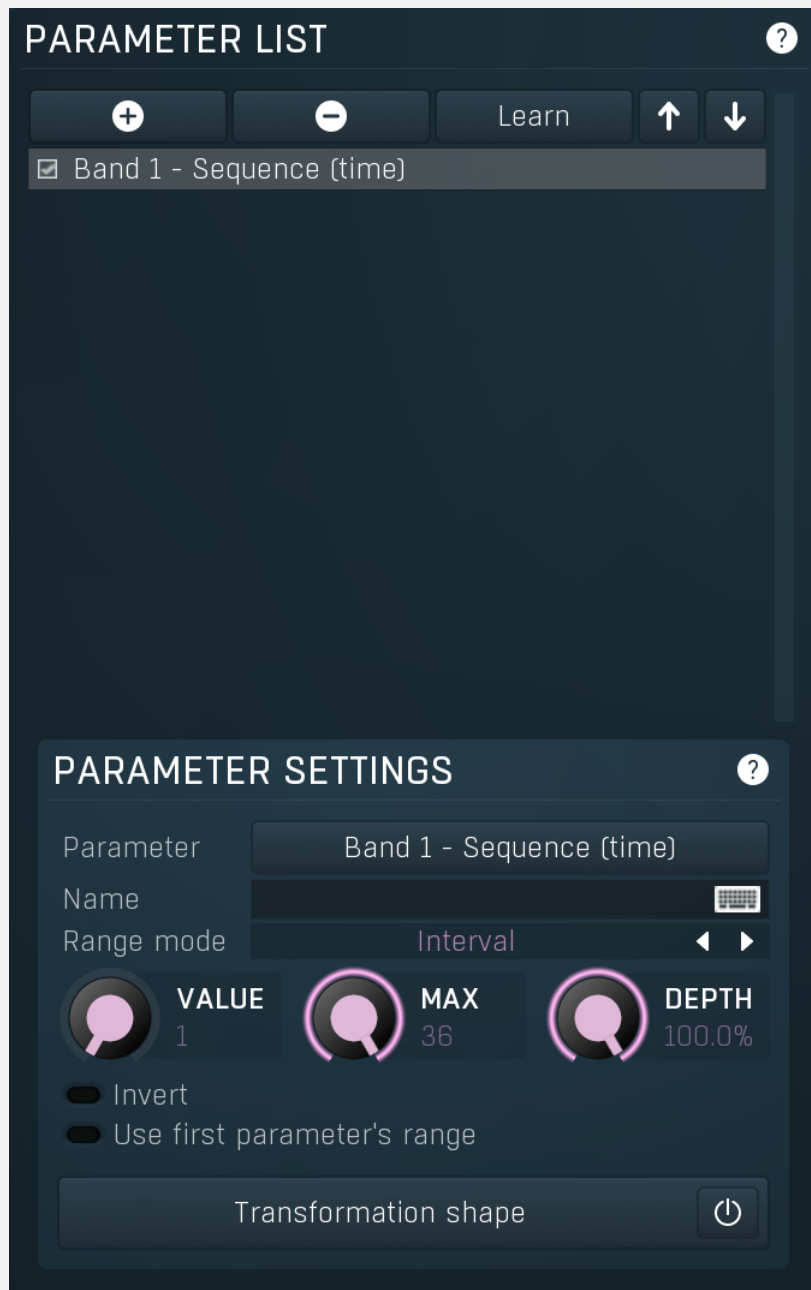 PARAMETER LIST ?
Learn
Band 1 - Sequence (time)
PARAMETER SETTINGS ?
Parameter Band 1 - Sequence (time)
Name
Range mode Interval
VALUE MAX DEPTH
1 36 100.0%
Invert
Use first parameter's range
Transformation shape